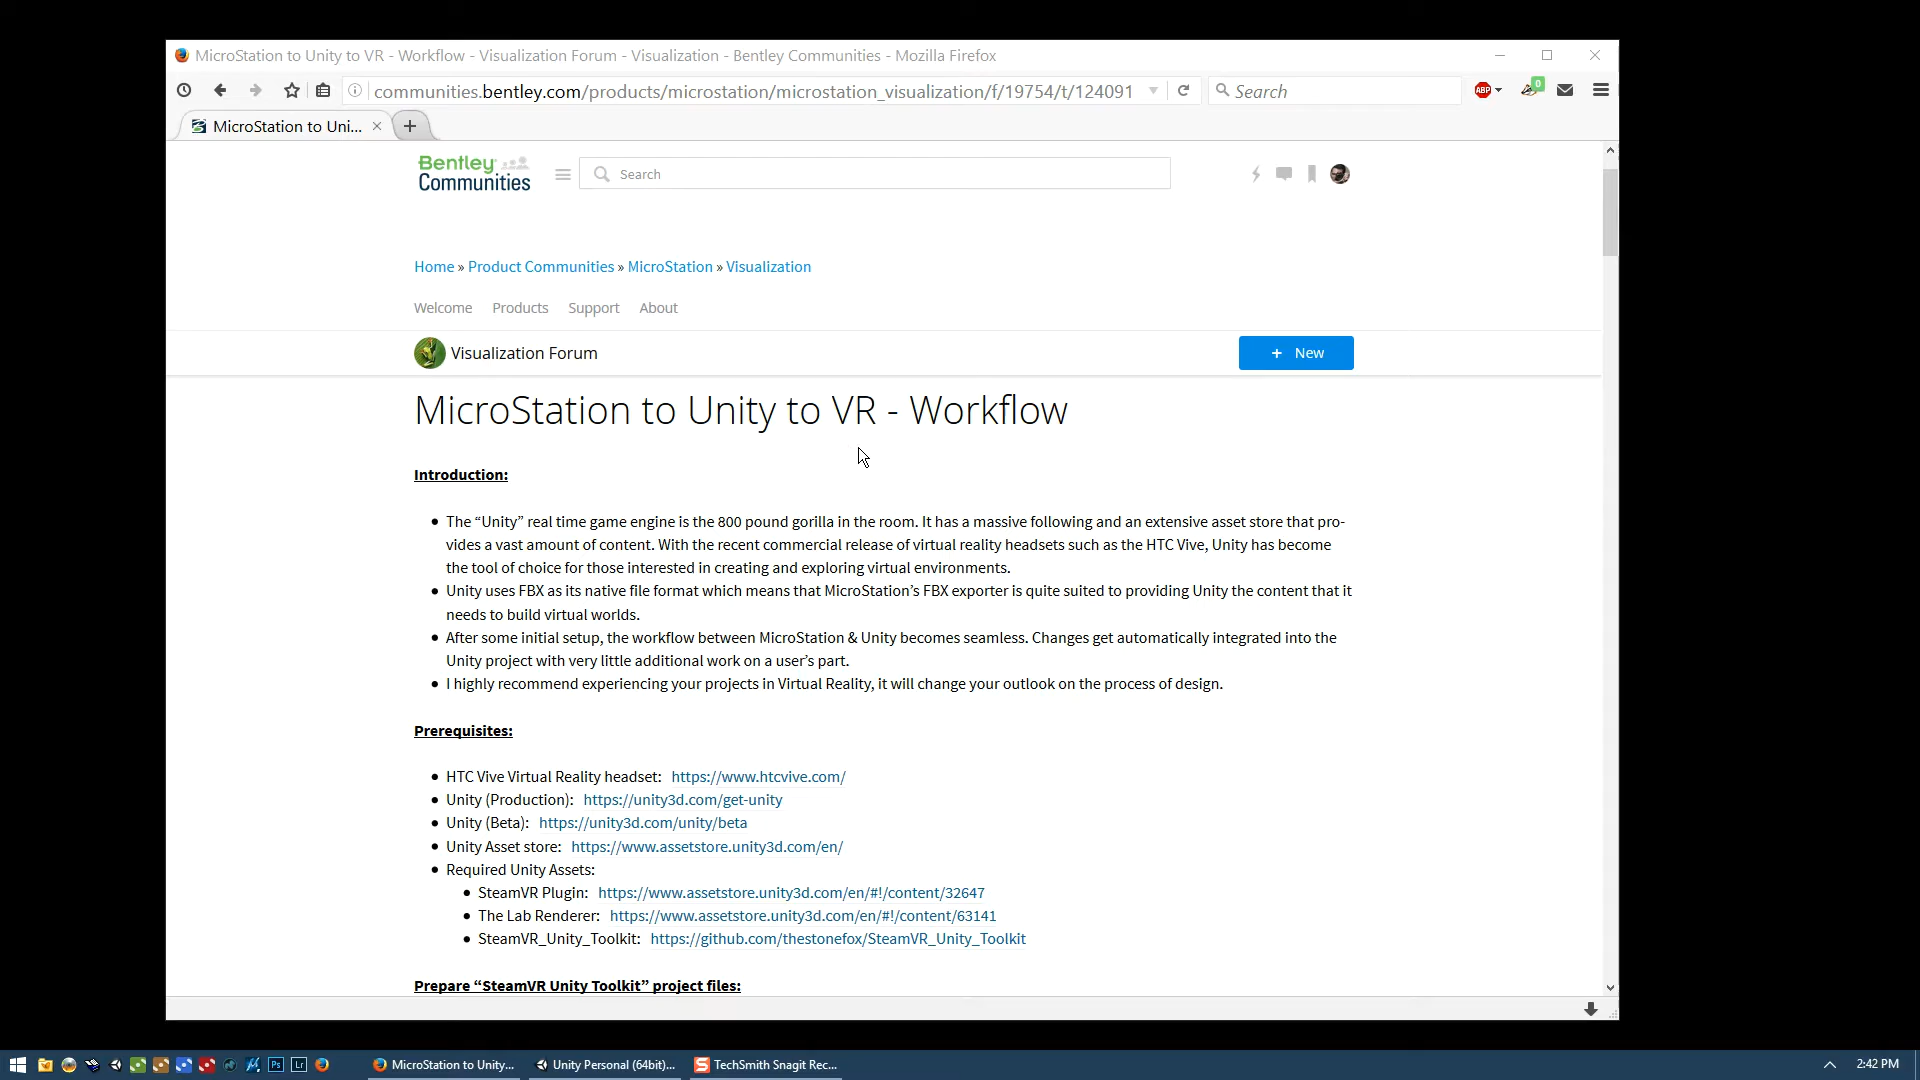 MicroStation to Unity to VR - Workflow - Visualization Forum - Visualization - Bentley Communities - Mozilla Firefox
communities.bentley.com/products/microstation/microstation_visualization/f/19754/t/124091
Search
ABP
0
MicroStation to Uni...
Bentley
Communities
Search
Home » Product Communities » MicroStation » Visualization
Welcome Products Support About
Visualization Forum
+ New
MicroStation to Unity to VR - Workflow
Introduction:
• The “Unity” real time game engine is the 800 pound gorilla in the room. It has a massive following and an extensive asset store that pro-
vides a vast amount of content. With the recent commercial release of virtual reality headsets such as the HTC Vive, Unity has become
the tool of choice for those interested in creating and exploring virtual environments.
• Unity uses FBX as its native file format which means that MicroStation’s FBX exporter is quite suited to providing Unity the content that it
needs to build virtual worlds.
• After some initial setup, the workflow between MicroStation & Unity becomes seamless. Changes get automatically integrated into the
Unity project with very little additional work on a user’s part.
• I highly recommend experiencing your projects in Virtual Reality, it will change your outlook on the process of design.
Prerequisites:
• HTC Vive Virtual Reality headset: https://www.htcvive.com/
• Unity (Production): https://unity3d.com/get-unity
• Unity (Beta): https://unity3d.com/unity/beta
• Unity Asset store: https://www.assetstore.unity3d.com/en/
• Required Unity Assets:
• SteamVR Plugin: https://www.assetstore.unity3d.com/en/#!/content/32647
• The Lab Renderer: https://www.assetstore.unity3d.com/en/#!/content/63141
• SteamVR_Unity_Toolkit: https://github.com/thestonefox/SteamVR_Unity_Toolkit
Prepare “SteamVR Unity Toolkit” project files:
Ps
Lr
MicroStation to Unity...
Unity Personal (64bit)...
S TechSmith Snagit Rec...
2:42 PM